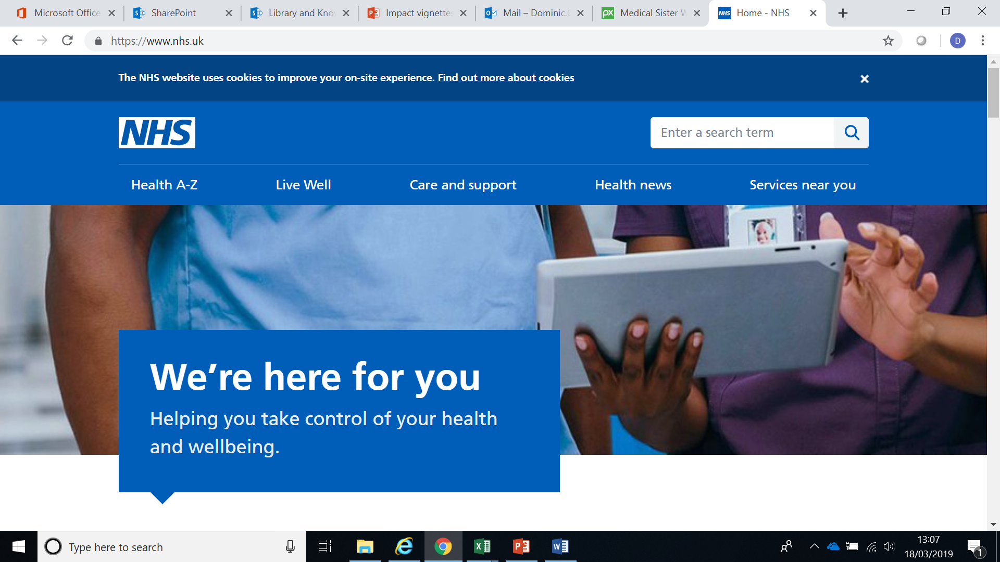 Microsoft Office
SharePoint
Library and Kno
Impact vignettes
Mail – Dominic.
Medical Sister
Home - NHS
https://www.nhs.uk
D
The NHS website uses cookies to improve your on-site experience. Find out more about cookies
NHS
Enter a search term
Health A-Z
Live Well
Care and support
Health news
Services near you
We’re here for you
Helping you take control of your health
and wellbeing.
Type here to search
13:07
18/03/2019
1